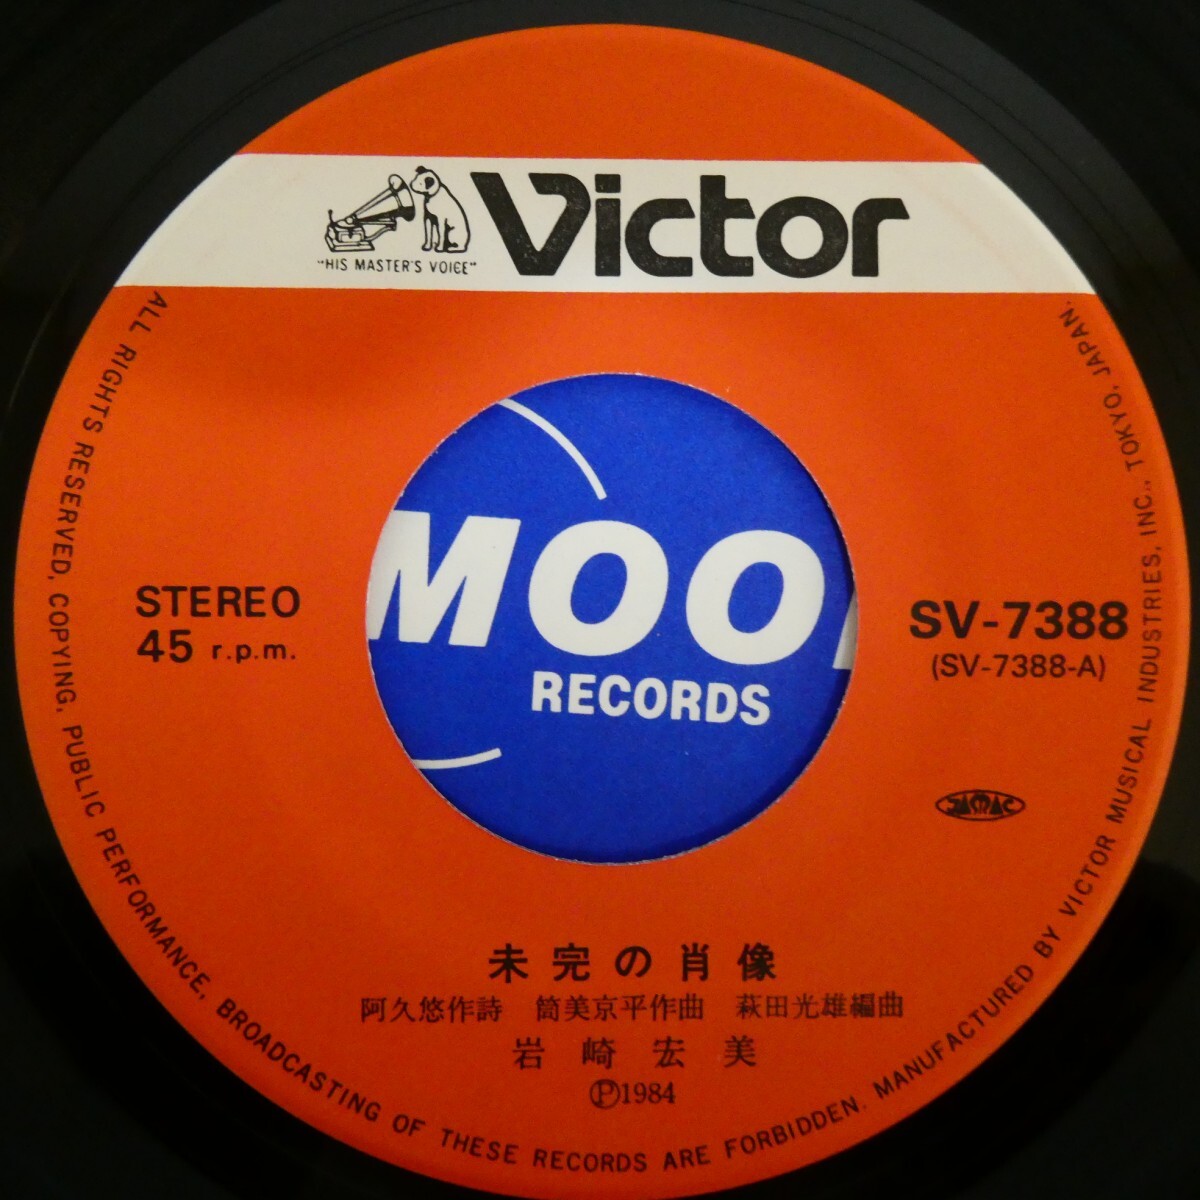 "HIS MASTER'S VOICE"
Victor
STEREO
45 r.p.m.
MOO
RECORDS
SV-7388
(SV-7388-A)
JAMAC
未完の肖像
阿久悠作詩 筒美京平作曲 萩田光雄編曲
岩崎宏美
Ⓟ1984
ALL RIGHTS RESERVED, COPYING, PUBLIC PERFORMANCE, BROADCASTING OF THESE RECORDS ARE FORBIDDEN. MANUFACTURED BY VICTOR MUSICAL INDUSTRIES, INC., TOKYO, JAPAN.